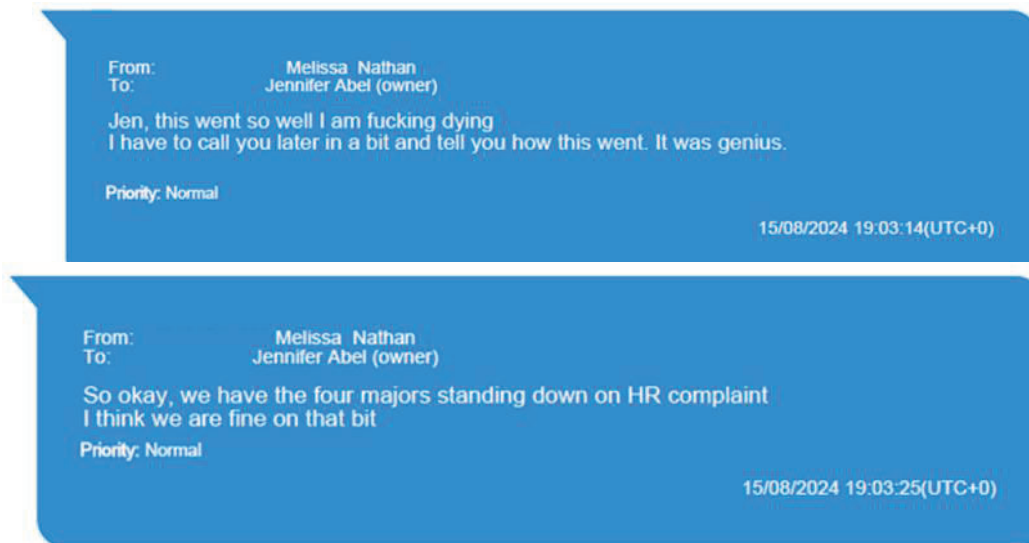 From: Melissa Nathan
To: Jennifer Abel (owner)
Jen, this went so well I am fucking dying
I have to call you later in a bit and tell you how this went. It was genius.
Priority: Normal
15/08/2024 19:03:14(UTC+0)
From: Melissa Nathan
To: Jennifer Abel (owner)
So okay, we have the four majors standing down on HR complaint
I think we are fine on that bit
Priority: Normal
15/08/2024 19:03:25(UTC+0)